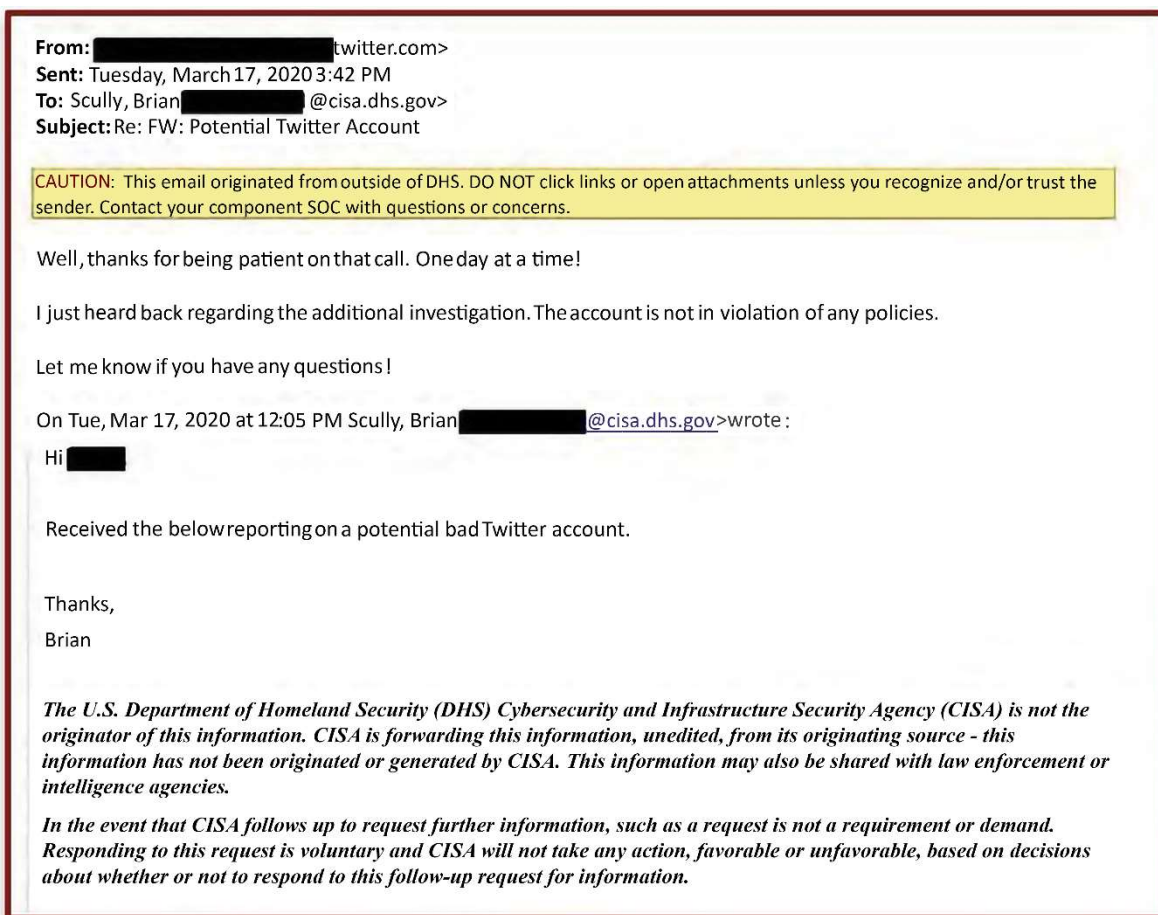 From: twitter.com>
Sent: Tuesday, March 17, 2020 3:42 PM
To: Scully, Brian @cisa.dhs.gov>
Subject: Re: FW: Potential Twitter Account
CAUTION: This email originated from outside of DHS. DO NOT click links or open attachments unless you recognize and/or trust the
sender. Contact your component SOC with questions or concerns.
Well, thanks for being patient on that call. One day at a time!
I just heard back regarding the additional investigation. The account is not in violation of any policies.
Let me know if you have any questions!
On Tue, Mar 17, 2020 at 12:05 PM Scully, Brian @cisa.dhs.gov>wrote:
Hi
Received the below reporting on a potential bad Twitter account.
Thanks,
Brian
The U.S. Department of Homeland Security (DHS) Cybersecurity and Infrastructure Security Agency (CISA) is not the
originator of this information. CISA is forwarding this information, unedited, from its originating source - this
information has not been originated or generated by CISA. This information may also be shared with law enforcement or
intelligence agencies.
In the event that CISA follows up to request further information, such as a request is not a requirement or demand.
Responding to this request is voluntary and CISA will not take any action, favorable or unfavorable, based on decisions
about whether or not to respond to this follow-up request for information.